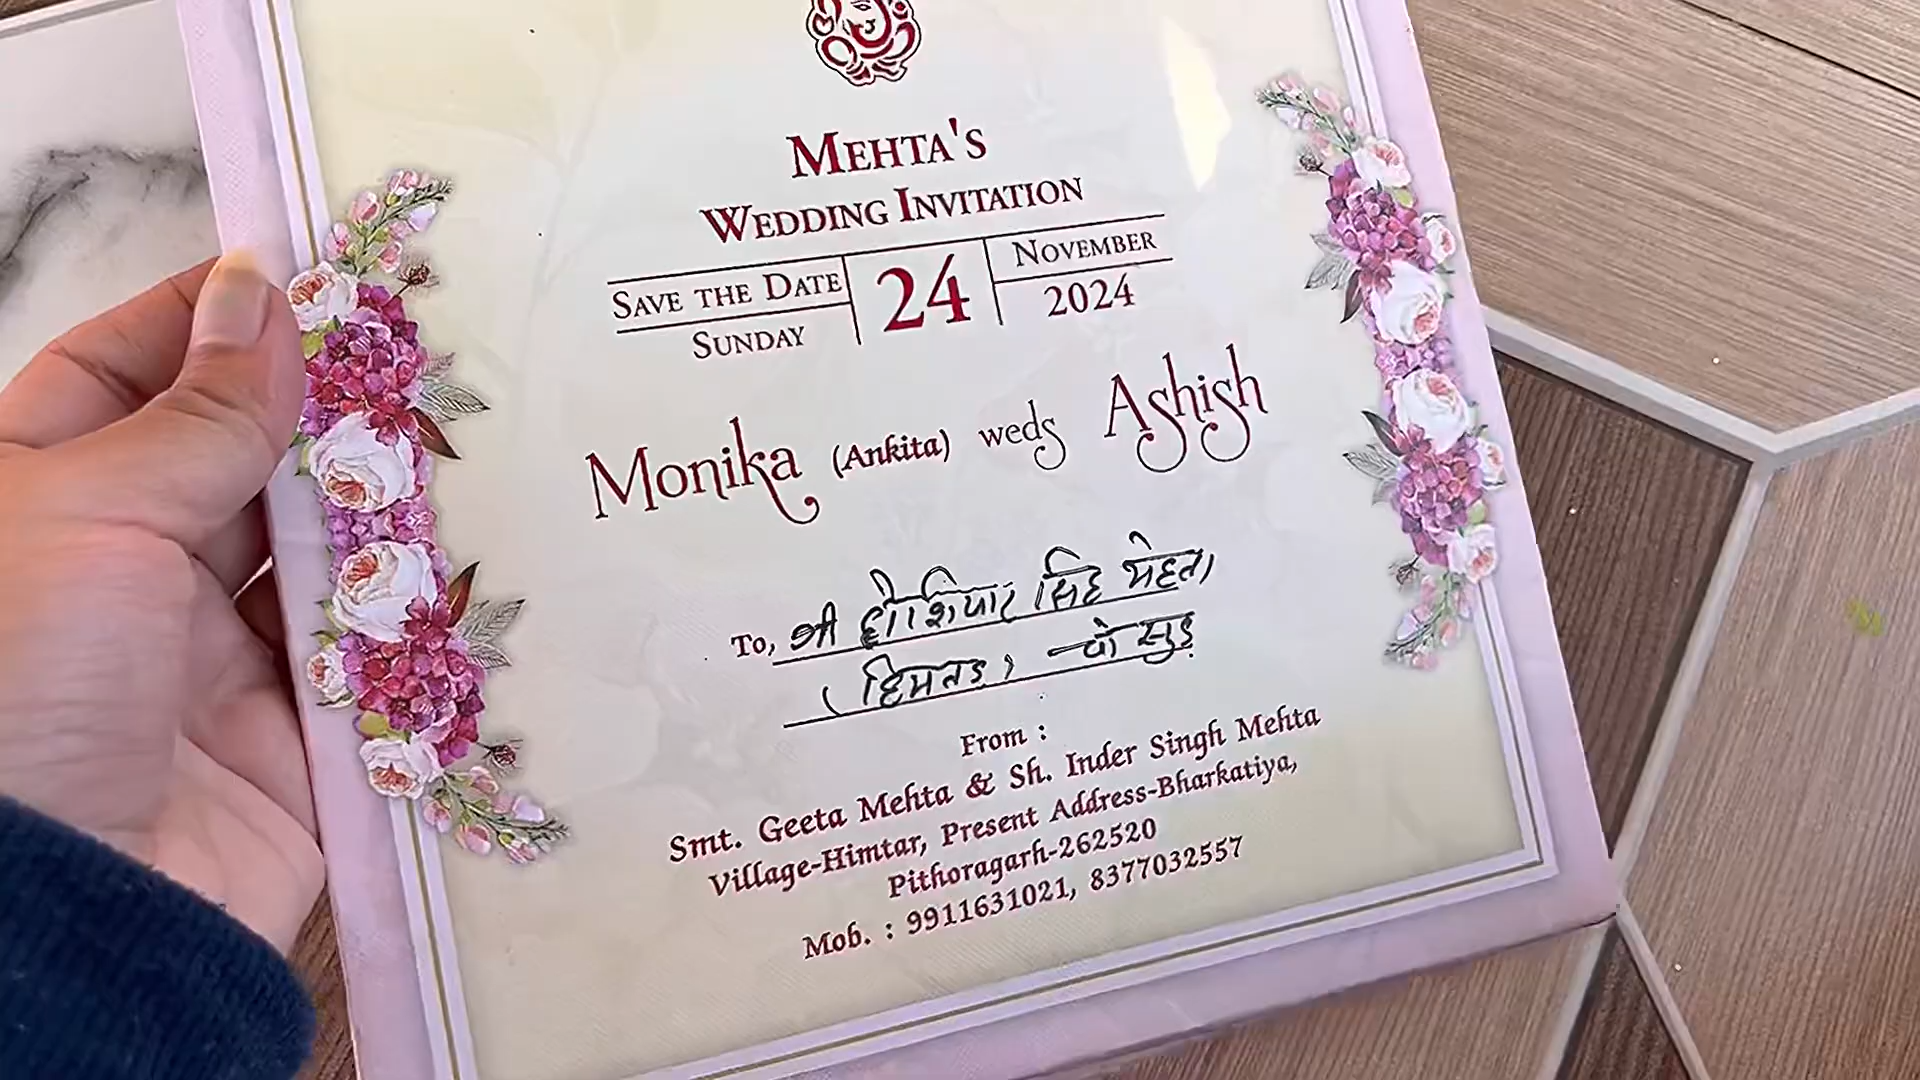 MEHTA'S
WEDDING INVITATION
SAVE THE DATE
SUNDAY
24
NOVEMBER
2024
Monika (Ankita) weds Ashish
To, श्री होशियार सिंह मेहता
(हिमतड़)
From :
Smt. Geeta Mehta & Sh. Inder Singh Mehta
Village-Himtar, Present Address-Bharkatiya,
Pithoragarh-262520
Mob. : 9911631021, 8377032557